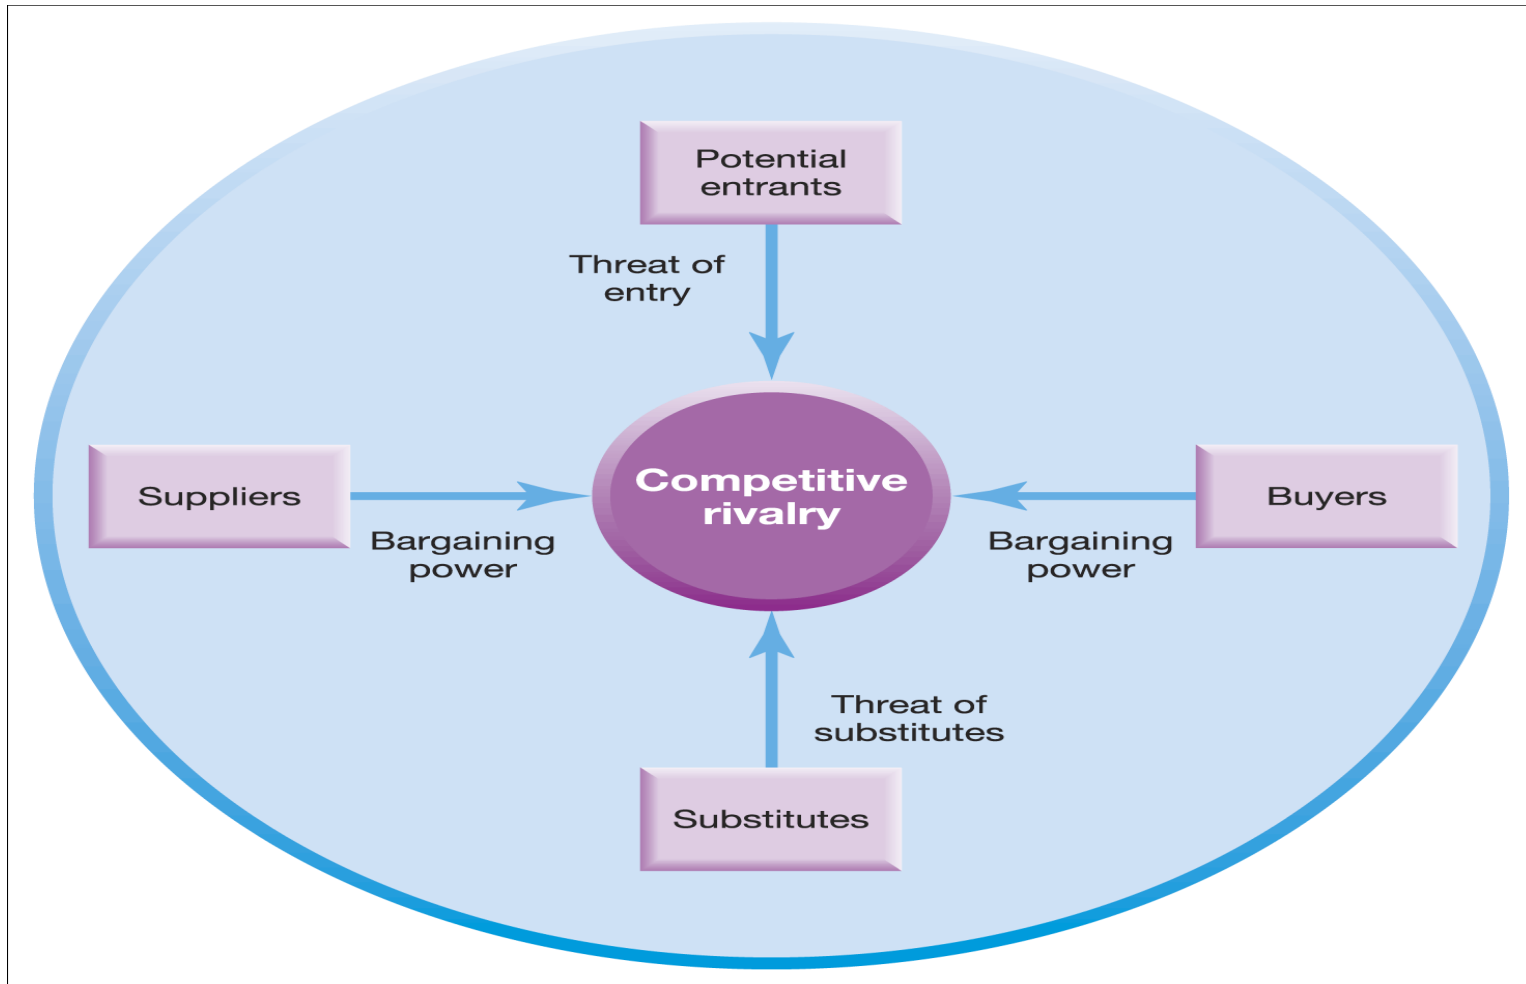 Potential
entrants
Threat of
entry
Suppliers
Bargaining
power
Competitive
rivalry
Bargaining
power
Buyers
Threat of
substitutes
Substitutes